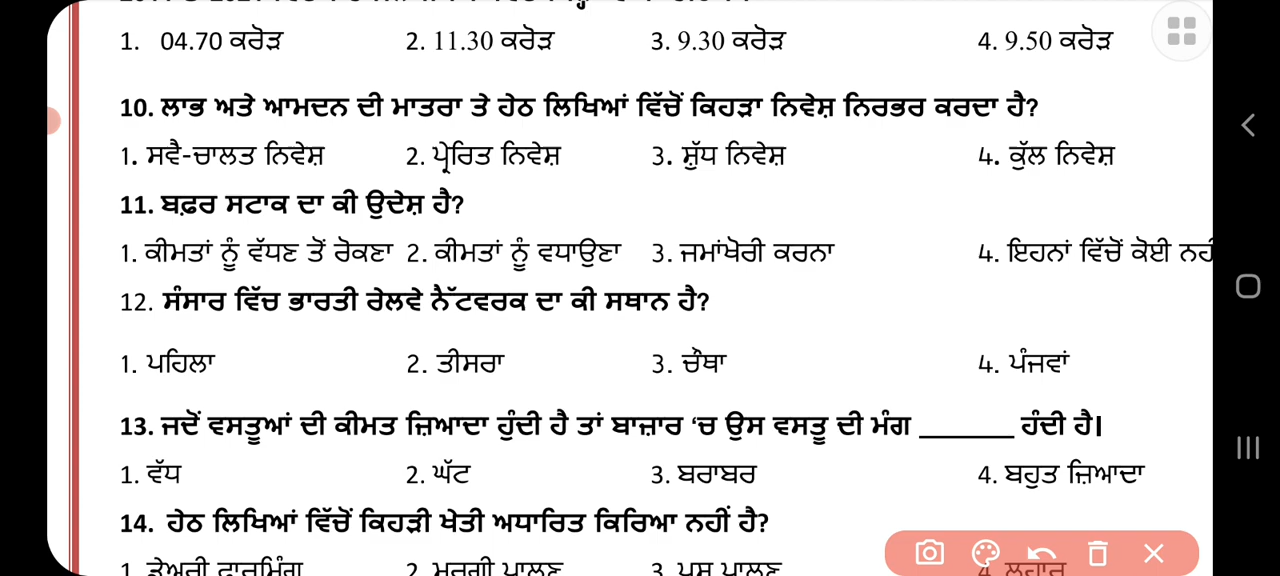 1. 04.70 ਕਰੋੜ 2. 11.30 ਕਰੋੜ 3. 9.30 ਕਰੋੜ 4. 9.50 ਕਰੋੜ
10. ਲਾਭ ਅਤੇ ਆਮਦਨ ਦੀ ਮਾਤਰਾ ਤੇ ਹੇਠ ਲਿਖਿਆਂ ਵਿੱਚੋਂ ਕਿਹੜਾ ਨਿਵੇਸ਼ ਨਿਰਭਰ ਕਰਦਾ ਹੈ?
1. ਸਵੈ-ਚਾਲਤ ਨਿਵੇਸ਼ 2. ਪ੍ਰੇਰਿਤ ਨਿਵੇਸ਼ 3. ਸ਼ੁੱਧ ਨਿਵੇਸ਼ 4. ਕੁੱਲ ਨਿਵੇਸ਼
11. ਬਫ਼ਰ ਸਟਾਕ ਦਾ ਕੀ ਉਦੇਸ਼ ਹੈ?
1. ਕੀਮਤਾਂ ਨੂੰ ਵੱਧਣ ਤੋਂ ਰੋਕਣਾ 2. ਕੀਮਤਾਂ ਨੂੰ ਵਧਾਉਣਾ 3. ਜਮਾਂਖੋਰੀ ਕਰਨਾ 4. ਇਹਨਾਂ ਵਿੱਚੋਂ ਕੋਈ
12. ਸੰਸਾਰ ਵਿੱਚ ਭਾਰਤੀ ਰੇਲਵੇ ਨੈੱਟਵਰਕ ਦਾ ਕੀ ਸਥਾਨ ਹੈ?
1. ਪਹਿਲਾ 2. ਤੀਸਰਾ 3. ਚੌਥਾ 4. ਪੰਜਵਾਂ
13. ਜਦੋਂ ਵਸਤੂਆਂ ਦੀ ਕੀਮਤ ਜ਼ਿਆਦਾ ਹੁੰਦੀ ਹੈ ਤਾਂ ਬਾਜ਼ਾਰ ‘ਚ ਉਸ ਵਸਤੂ ਦੀ ਮੰਗ _______ ਹੰਦੀ ਹੈ।
1. ਵੱਧ 2. ਘੱਟ 3. ਬਰਾਬਰ 4. ਬਹੁਤ ਜ਼ਿਆਦਾ
14. ਹੇਠ ਲਿਖਿਆਂ ਵਿੱਚੋਂ ਕਿਹੜੀ ਖੇਤੀ ਅਧਾਰਿਤ ਕਿਰਿਆ ਨਹੀਂ ਹੈ?